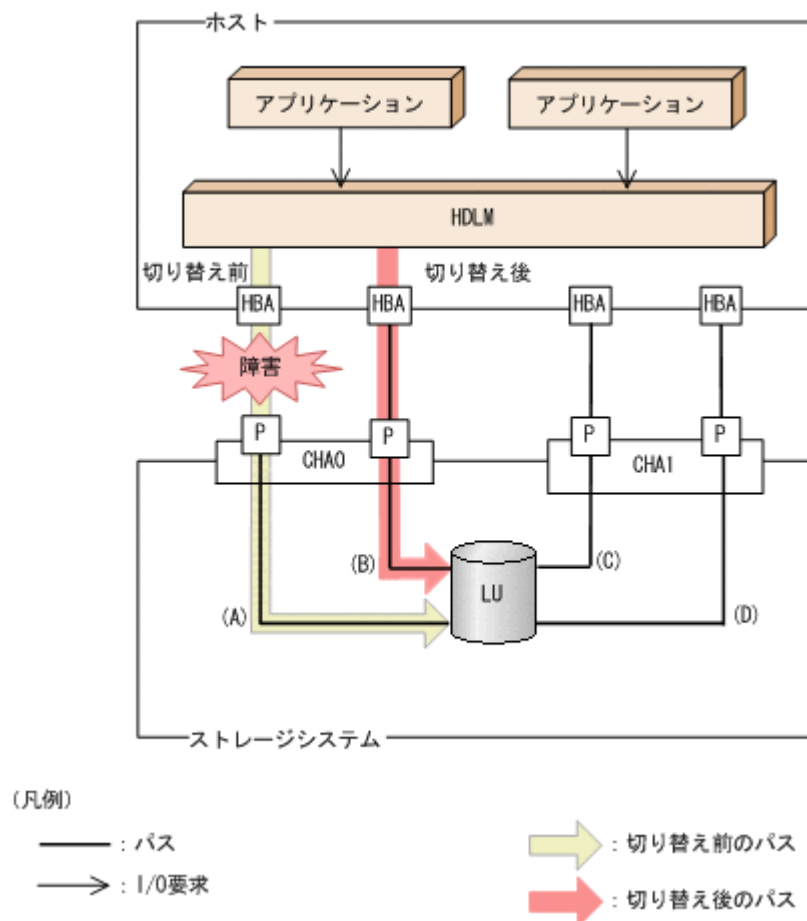 ホスト
アプリケーション
アプリケーション
HDLM
切り替え前
切り替え後
HBA
HBA
HBA
HBA
障害
P
P
P
P
CHA0
CHA1
(B)
(C)
LU
(A)
(D)
ストレージシステム
(凡例)
：パス
：切り替え前のパス
：I/O要求
：切り替え後のパス